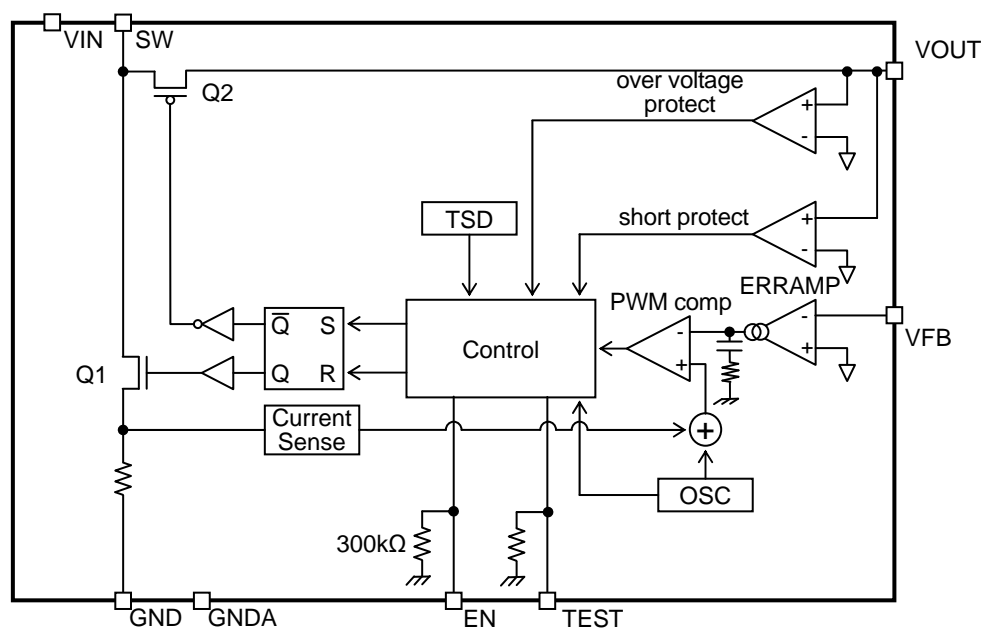 VIN
SW
VOUT
Q2
over voltage
protect
+
-
TSD
short protect
+
-
ERRAMP
PWM comp
-
+
-
+
VFB
Q̅
S
Q
R
Control
Q1
Current
Sense
+
OSC
300kΩ
GND
GNDA
EN
TEST